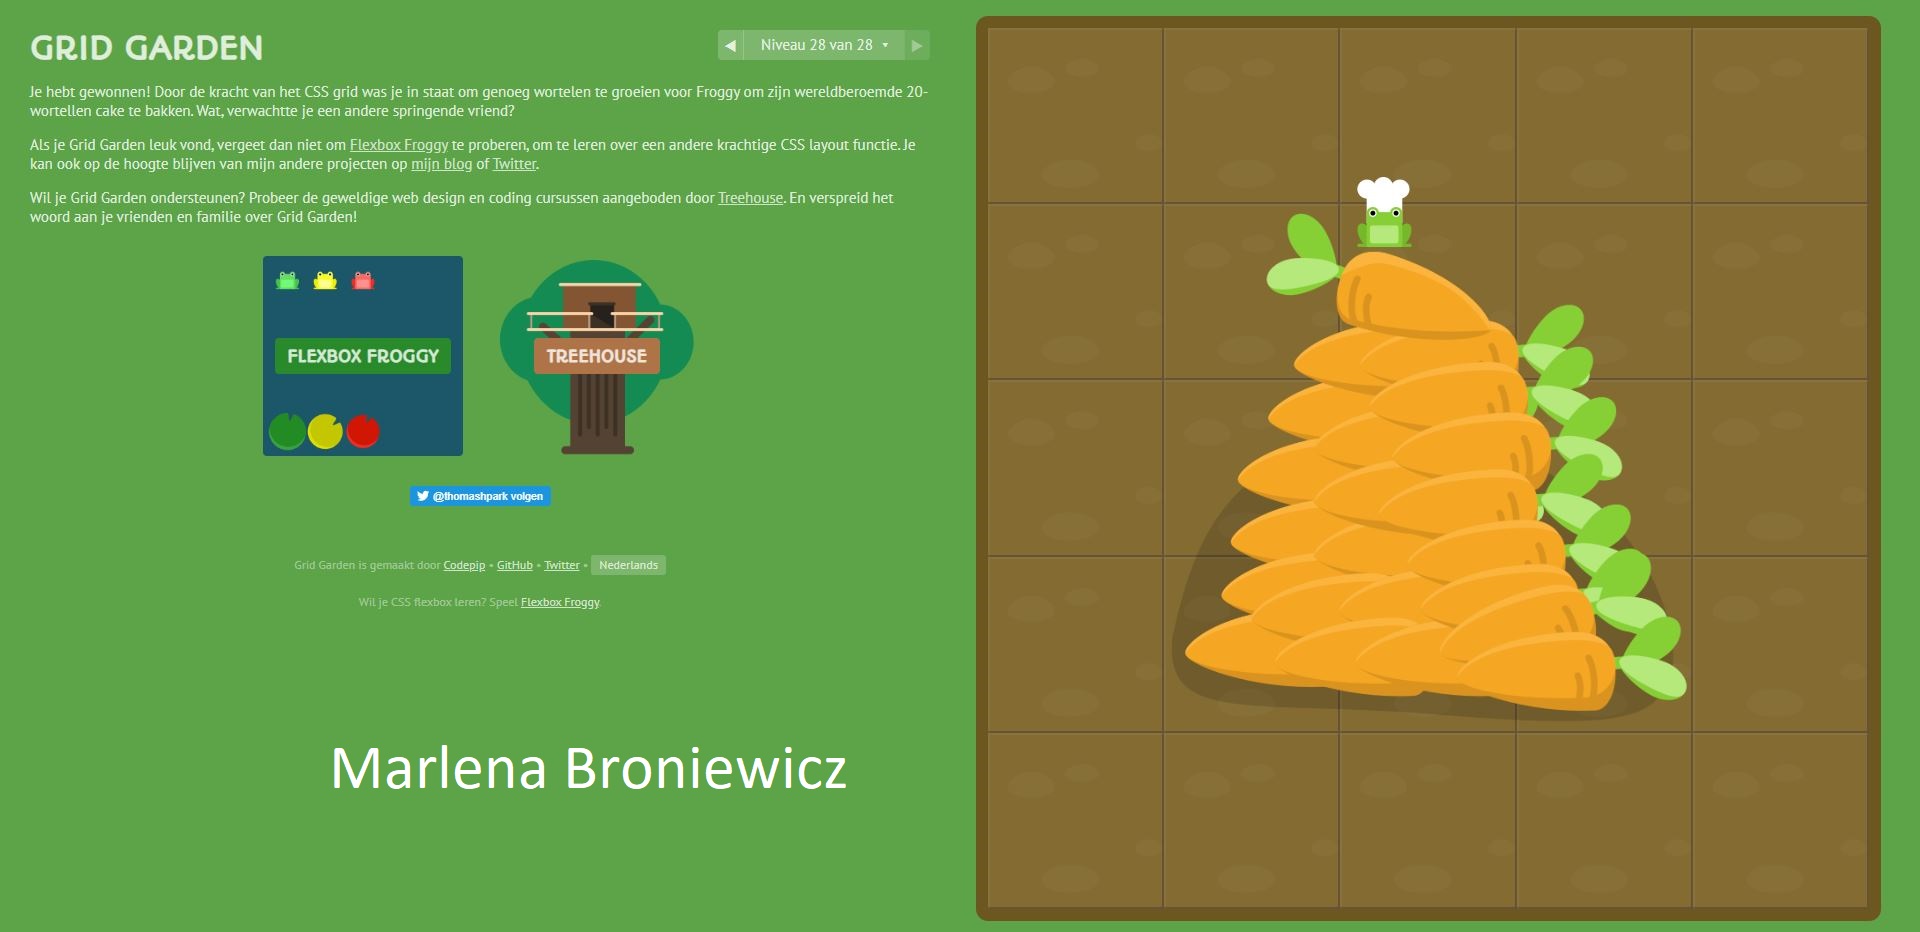 GRID GARDEN
Niveau 28 van 28
Je hebt gewonnen! Door de kracht van het CSS grid was je in staat om genoeg wortelen te groeien voor Froggy om zijn wereldberoemde 20-
wortellen cake te bakken. Wat, verwachtte je een andere springende vriend?
Als je Grid Garden leuk vond, vergeet dan niet om Flexbox Froggy te proberen, om te leren over een andere krachtige CSS layout functie. Je
kan ook op de hoogte blijven van mijn andere projecten op mijn blog of Twitter.
Wil je Grid Garden ondersteunen? Probeer de geweldige web design en coding cursussen aangeboden door Treehouse. En verspreid het
woord aan je vrienden en familie over Grid Garden!
FLEXBOX FROGGY
TREEHOUSE
@thomashpark volgen
Grid Garden is gemaakt door Codepip • GitHub • Twitter • Nederlands
Wil je CSS flexbox leren? Speel Flexbox Froggy.
Marlena Broniewicz